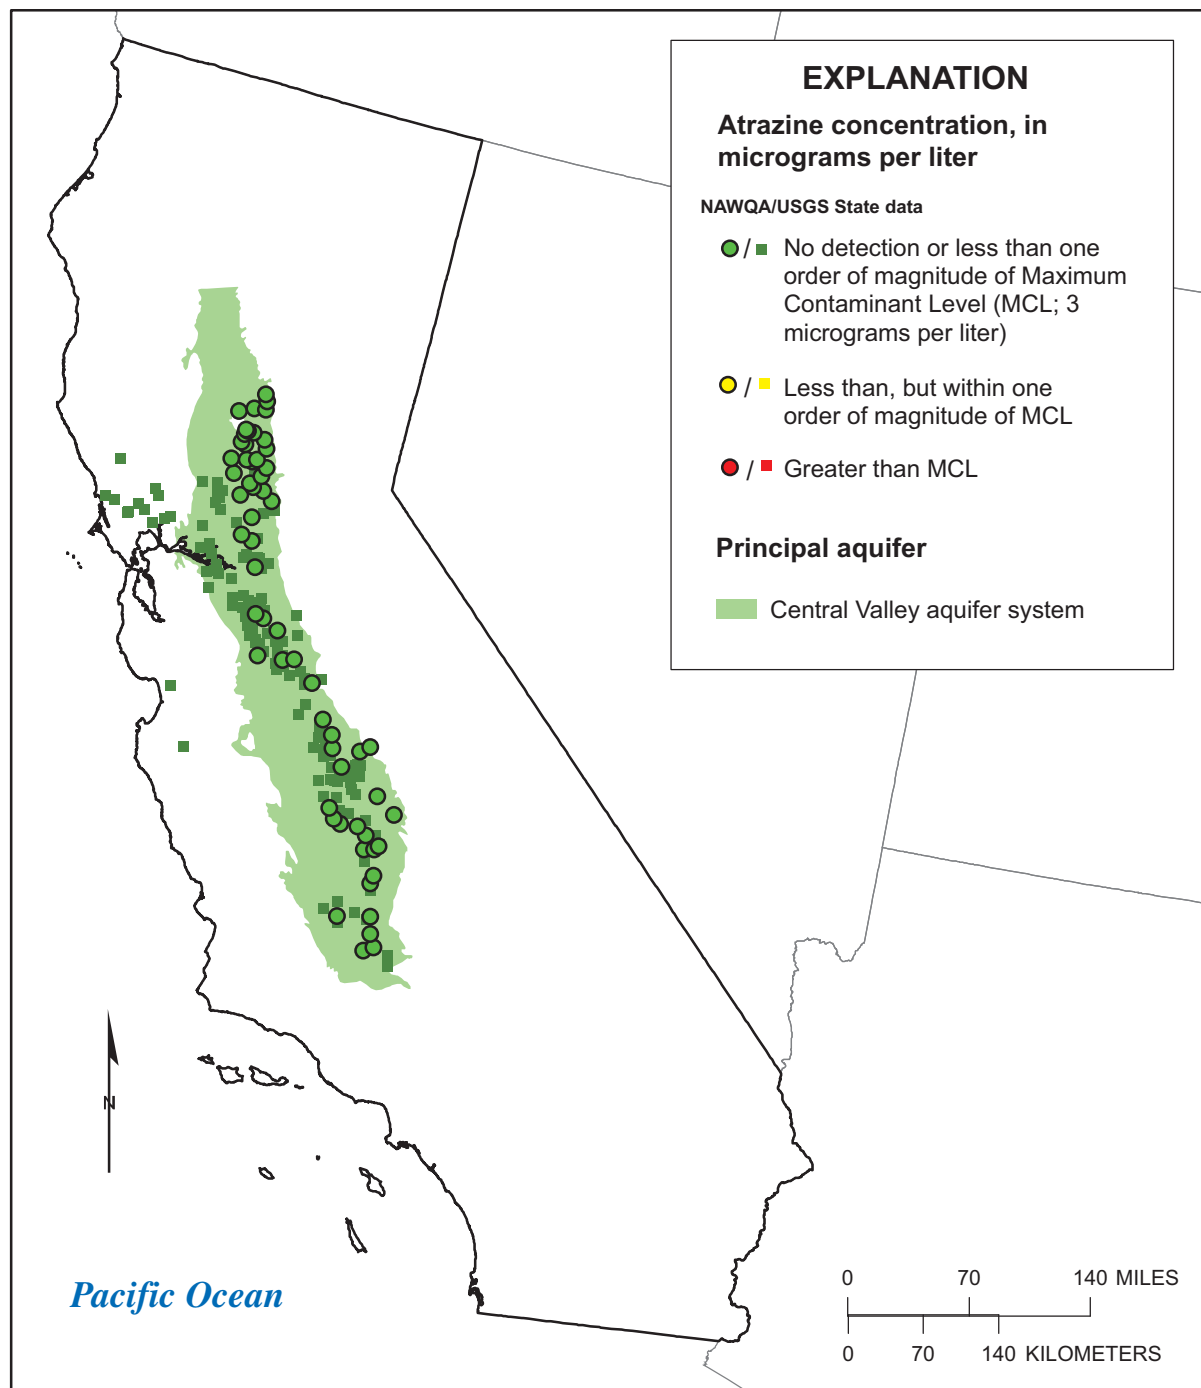 EXPLANATION
Atrazine concentration, in
micrograms per liter
NAWQA/USGS State data
/ No detection or less than one
order of magnitude of Maximum
Contaminant Level (MCL; 3
micrograms per liter)
/ Less than, but within one
order of magnitude of MCL
/ Greater than MCL
Principal aquifer
Central Valley aquifer system
N
Pacific Ocean
0 70 140 MILES
0 70 140 KILOMETERS